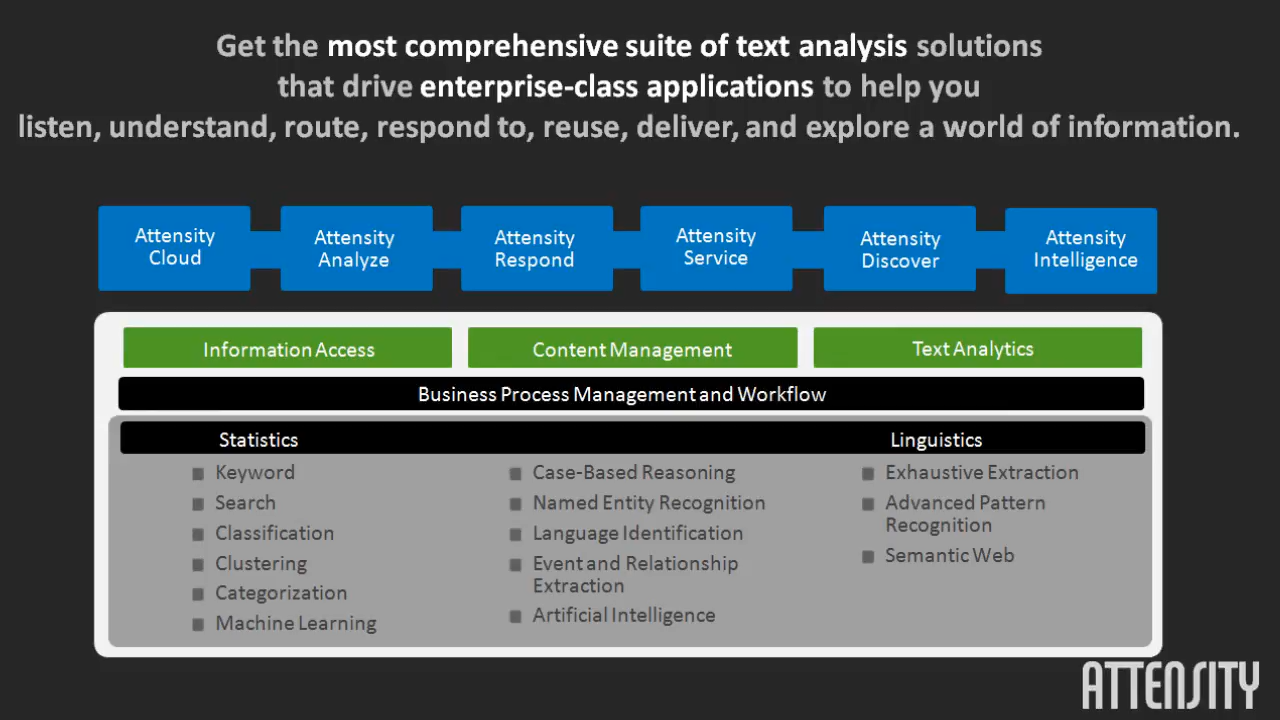 Get the most comprehensive suite of text analysis solutions
that drive enterprise-class applications to help you
listen, understand, route, respond to, reuse, deliver, and explore a world of information.
Attensity
Cloud
Attensity
Analyze
Attensity
Respond
Attensity
Service
Attensity
Discover
Attensity
Intelligence
Information Access
Content Management
Text Analytics
Business Process Management and Workflow
Statistics
Linguistics
Keyword
Search
Classification
Clustering
Categorization
Machine Learning
Case-Based Reasoning
Named Entity Recognition
Language Identification
Event and Relationship
Extraction
Artificial Intelligence
Exhaustive Extraction
Advanced Pattern
Recognition
Semantic Web
ATTENSITY